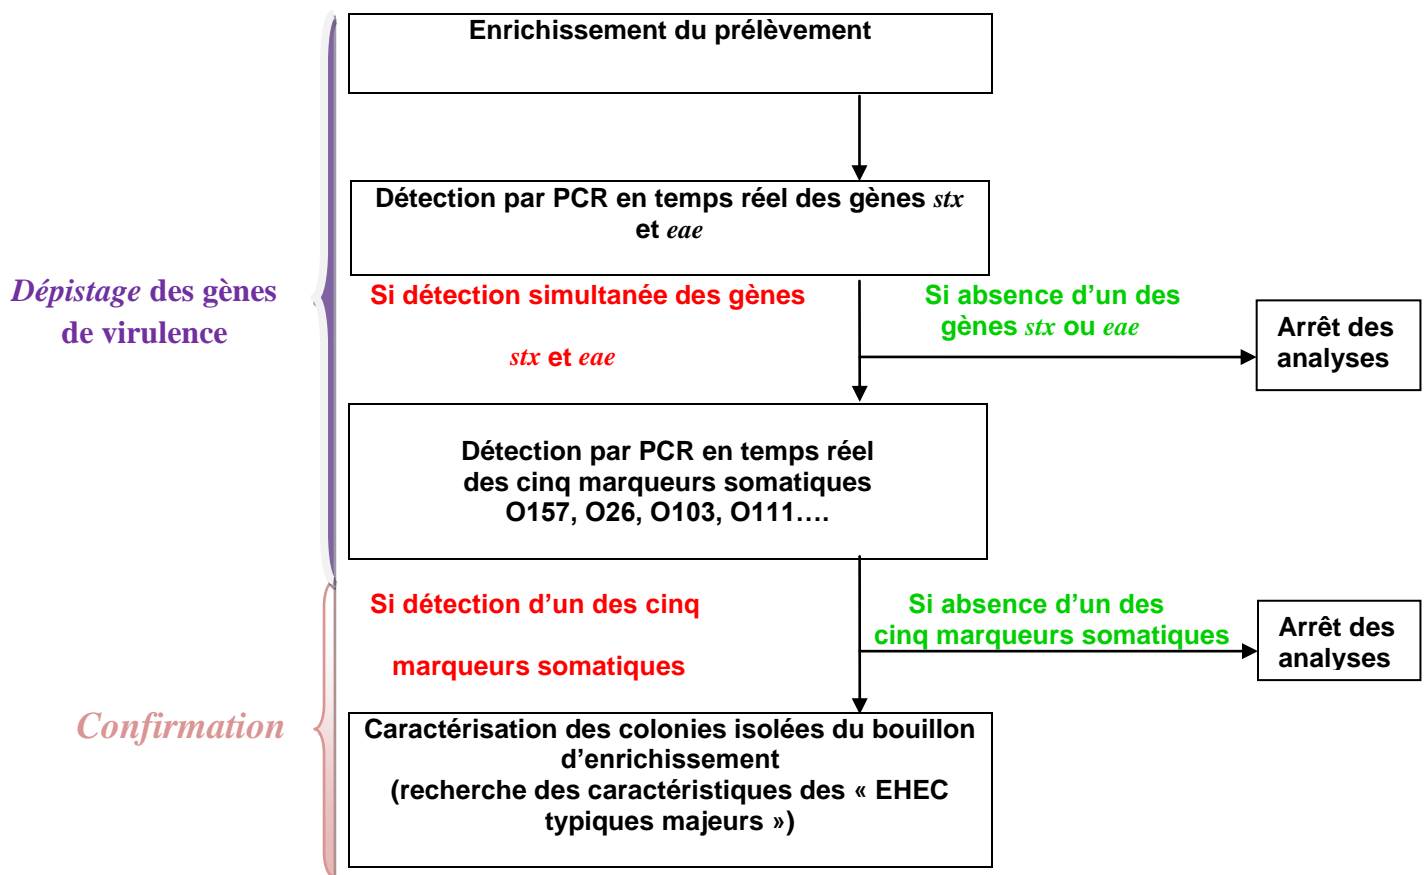 Enrichissement du prélèvement
Détection par PCR en temps réel des gènes stx
et eae
Dépistage des gènes
de virulence
Si détection simultanée des gènes
stx et eae
Si absence d’un des
gènes stx ou eae
Arrêt des
analyses
Détection par PCR en temps réel
des cinq marqueurs somatiques
O157, O26, O103, O111….
Si détection d’un des cinq
marqueurs somatiques
Si absence d’un des
cinq marqueurs somatiques
Arrêt des
analyses
Confirmation
Caractérisation des colonies isolées du bouillon
d’enrichissement
(recherche des caractéristiques des « EHEC
typiques majeurs »)